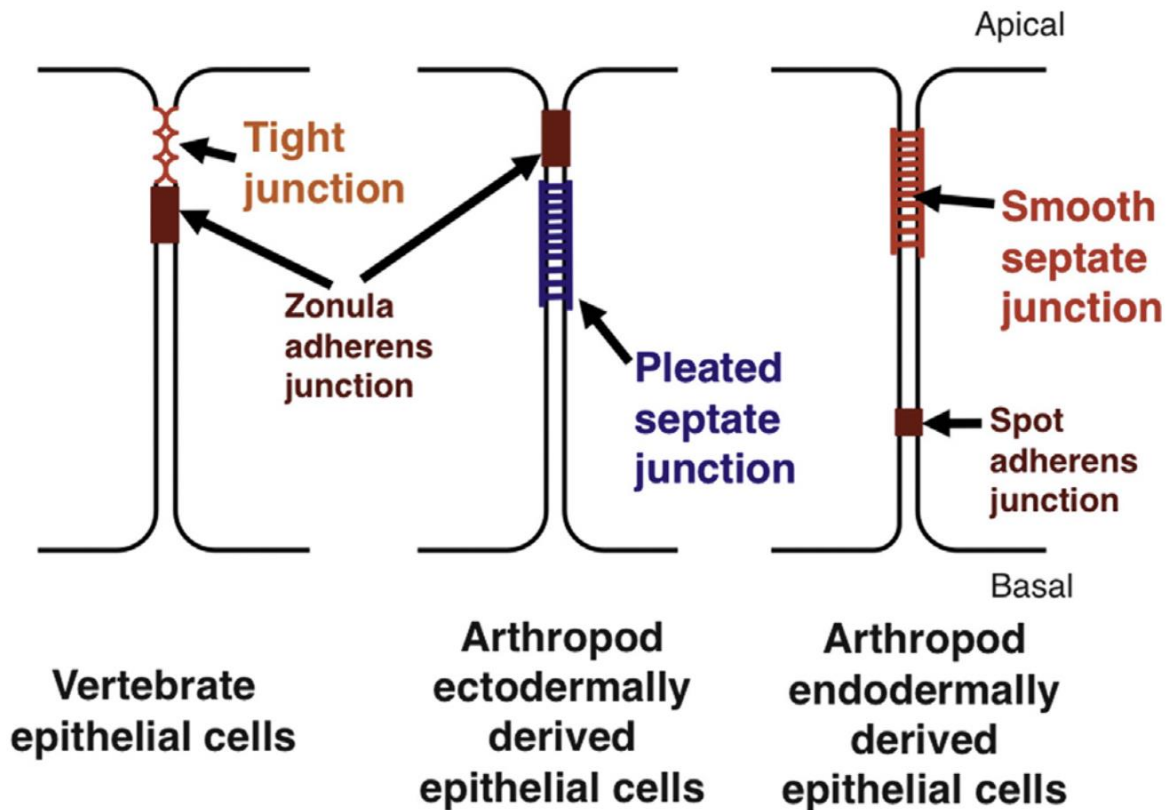 Apical
Tight
junction
Zonula
adherens
junction
Pleated
septate
junction
Smooth
septate
junction
Spot
adherens
junction
Basal
Vertebrate
epithelial cells
Arthropod
ectodermally
derived
epithelial cells
Arthropod
endodermally
derived
epithelial cells